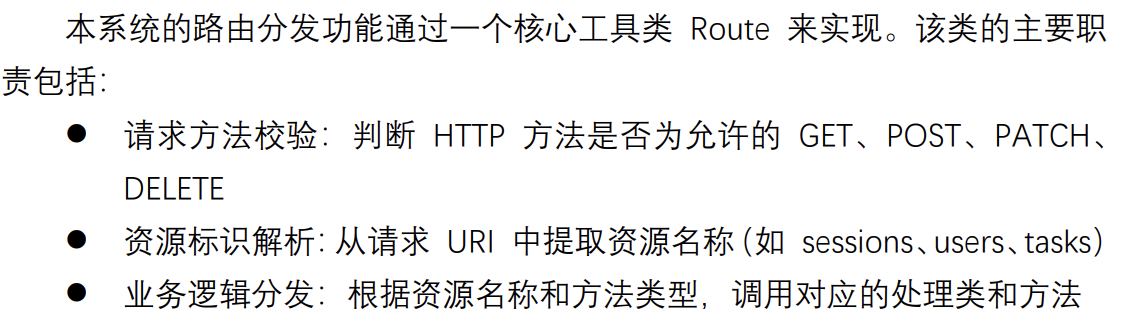 本系统的路由分发功能通过一个核心工具类 Route 来实现。该类的主要职
责包括：
● 请求方法校验：判断 HTTP 方法是否为允许的 GET、POST、PATCH、
DELETE
● 资源标识解析：从请求 URI 中提取资源名称（如 sessions、users、tasks）
● 业务逻辑分发：根据资源名称和方法类型，调用对应的处理类和方法